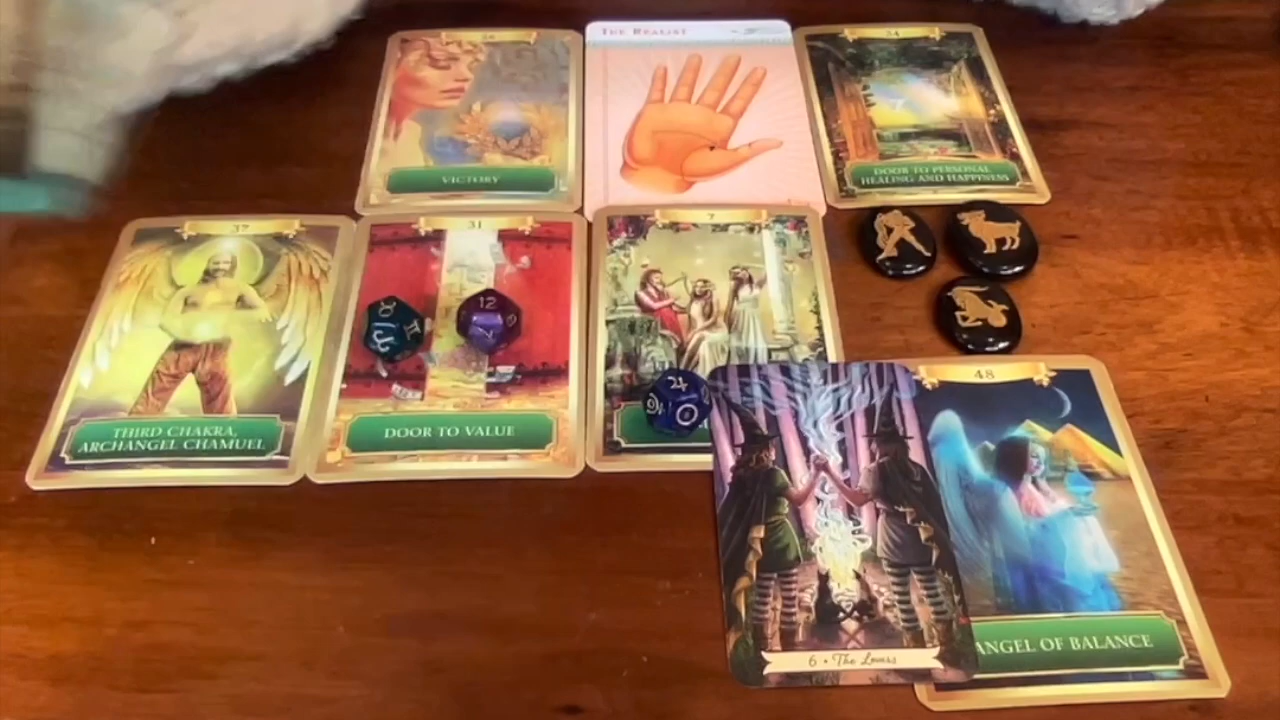 THE REALIST
34
VICTORY
DOOR TO PERSONAL
HEALING AND HAPPINESS
37
31
7
12
7
THIRD CHAKRA,
ARCHANGEL CHAMUEL
DOOR TO VALUE
48
ANGEL OF BALANCE
6 • The Lovers